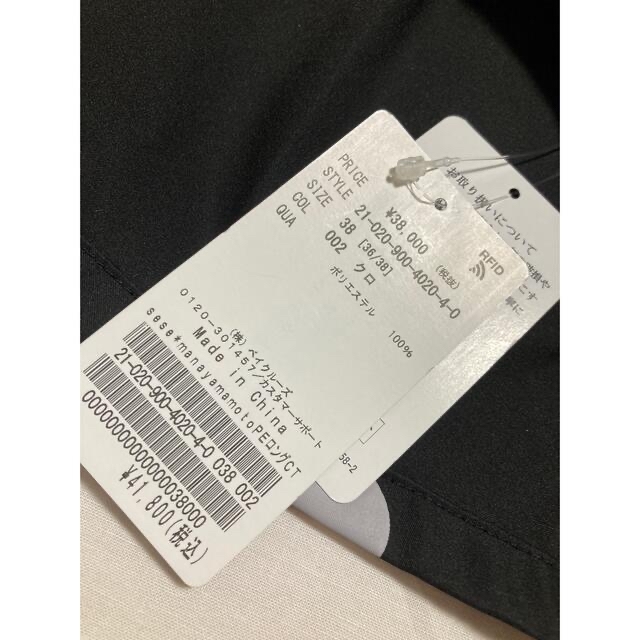 PRICE ¥38,000 (税抜)
STYLE 21-020-900-4020-4-0
SIZE 38 [36/38]
COL 002 クロ
QUA ポリエステル 100%
RFID
(株) ベイクルーズ
0120-301457/カスタマーサポート
Made in China
sese*manayamamotoPEロングCT
21-020-900-4020-4-0 038 002
0000000000000038000
¥41,800(税込)
お取り扱いについて
58-2